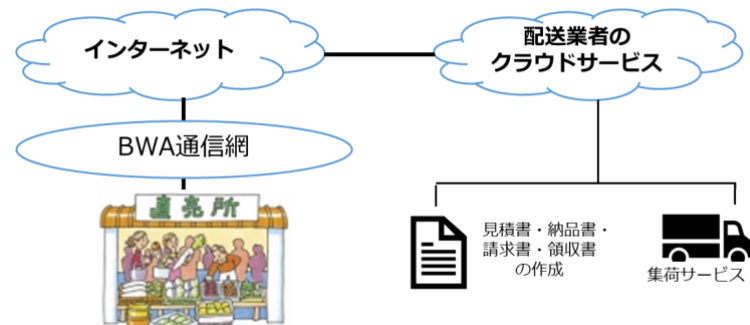 インターネット
配送業者の
クラウドサービス
BWA通信網
直売所
見積書・納品書・
請求書・領収書
の作成
集荷サービス